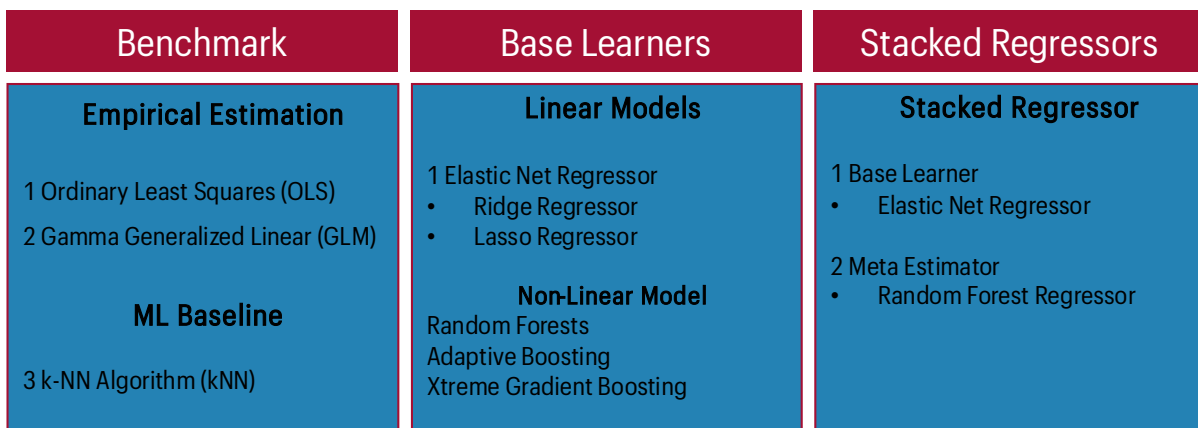 Benchmark
Empirical Estimation
1 Ordinary Least Squares (OLS)
2 Gamma Generalized Linear (GLM)
ML Baseline
3 k-NN Algorithm (kNN)
Base Learners
Linear Models
1 Elastic Net Regressor
• Ridge Regressor
• Lasso Regressor
Non-Linear Model
Random Forests
Adaptive Boosting
Xtreme Gradient Boosting
Stacked Regressors
Stacked Regressor
1 Base Learner
• Elastic Net Regressor
2 Meta Estimator
• Random Forest Regressor